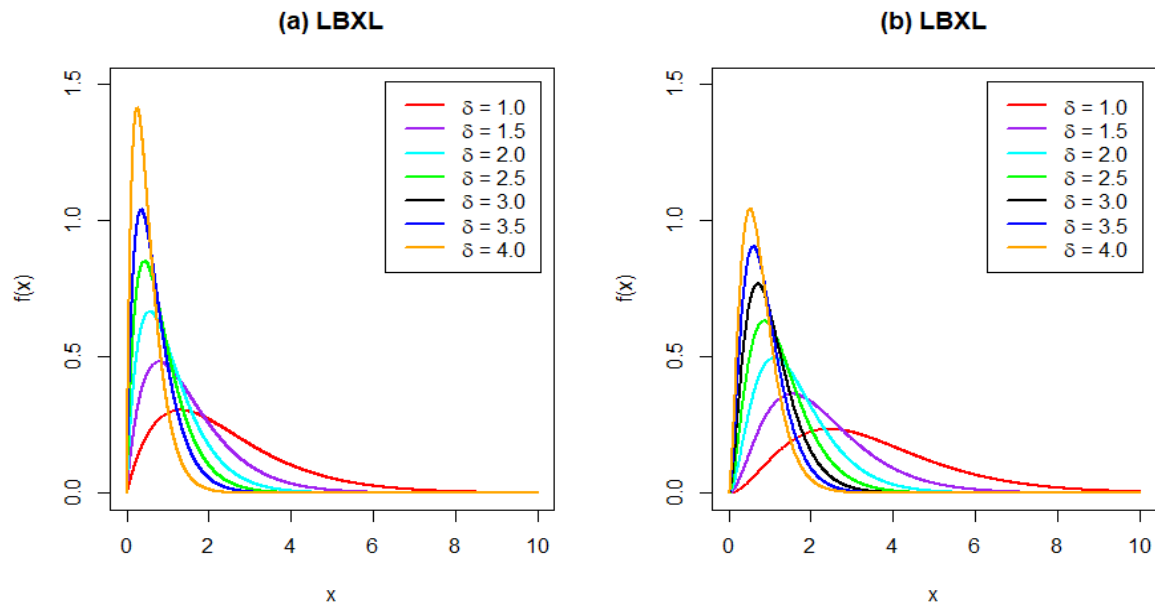 (a) LBXL
f(x)
1.5
1.0
0.5
0.0
δ = 1.0
δ = 1.5
δ = 2.0
δ = 2.5
δ = 3.0
δ = 3.5
δ = 4.0
0 2 4 6 8 10
x
(b) LBXL
f(x)
1.5
1.0
0.5
0.0
δ = 1.0
δ = 1.5
δ = 2.0
δ = 2.5
δ = 3.0
δ = 3.5
δ = 4.0
0 2 4 6 8 10
x